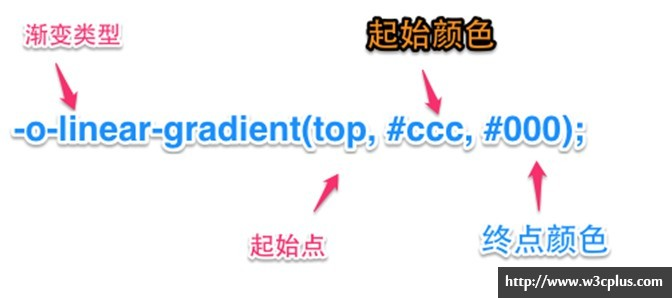 渐变类型
起始颜色
-o-linear-gradient(top, #ccc, #000);
起始点
终点颜色
http://www.w3cplus.com